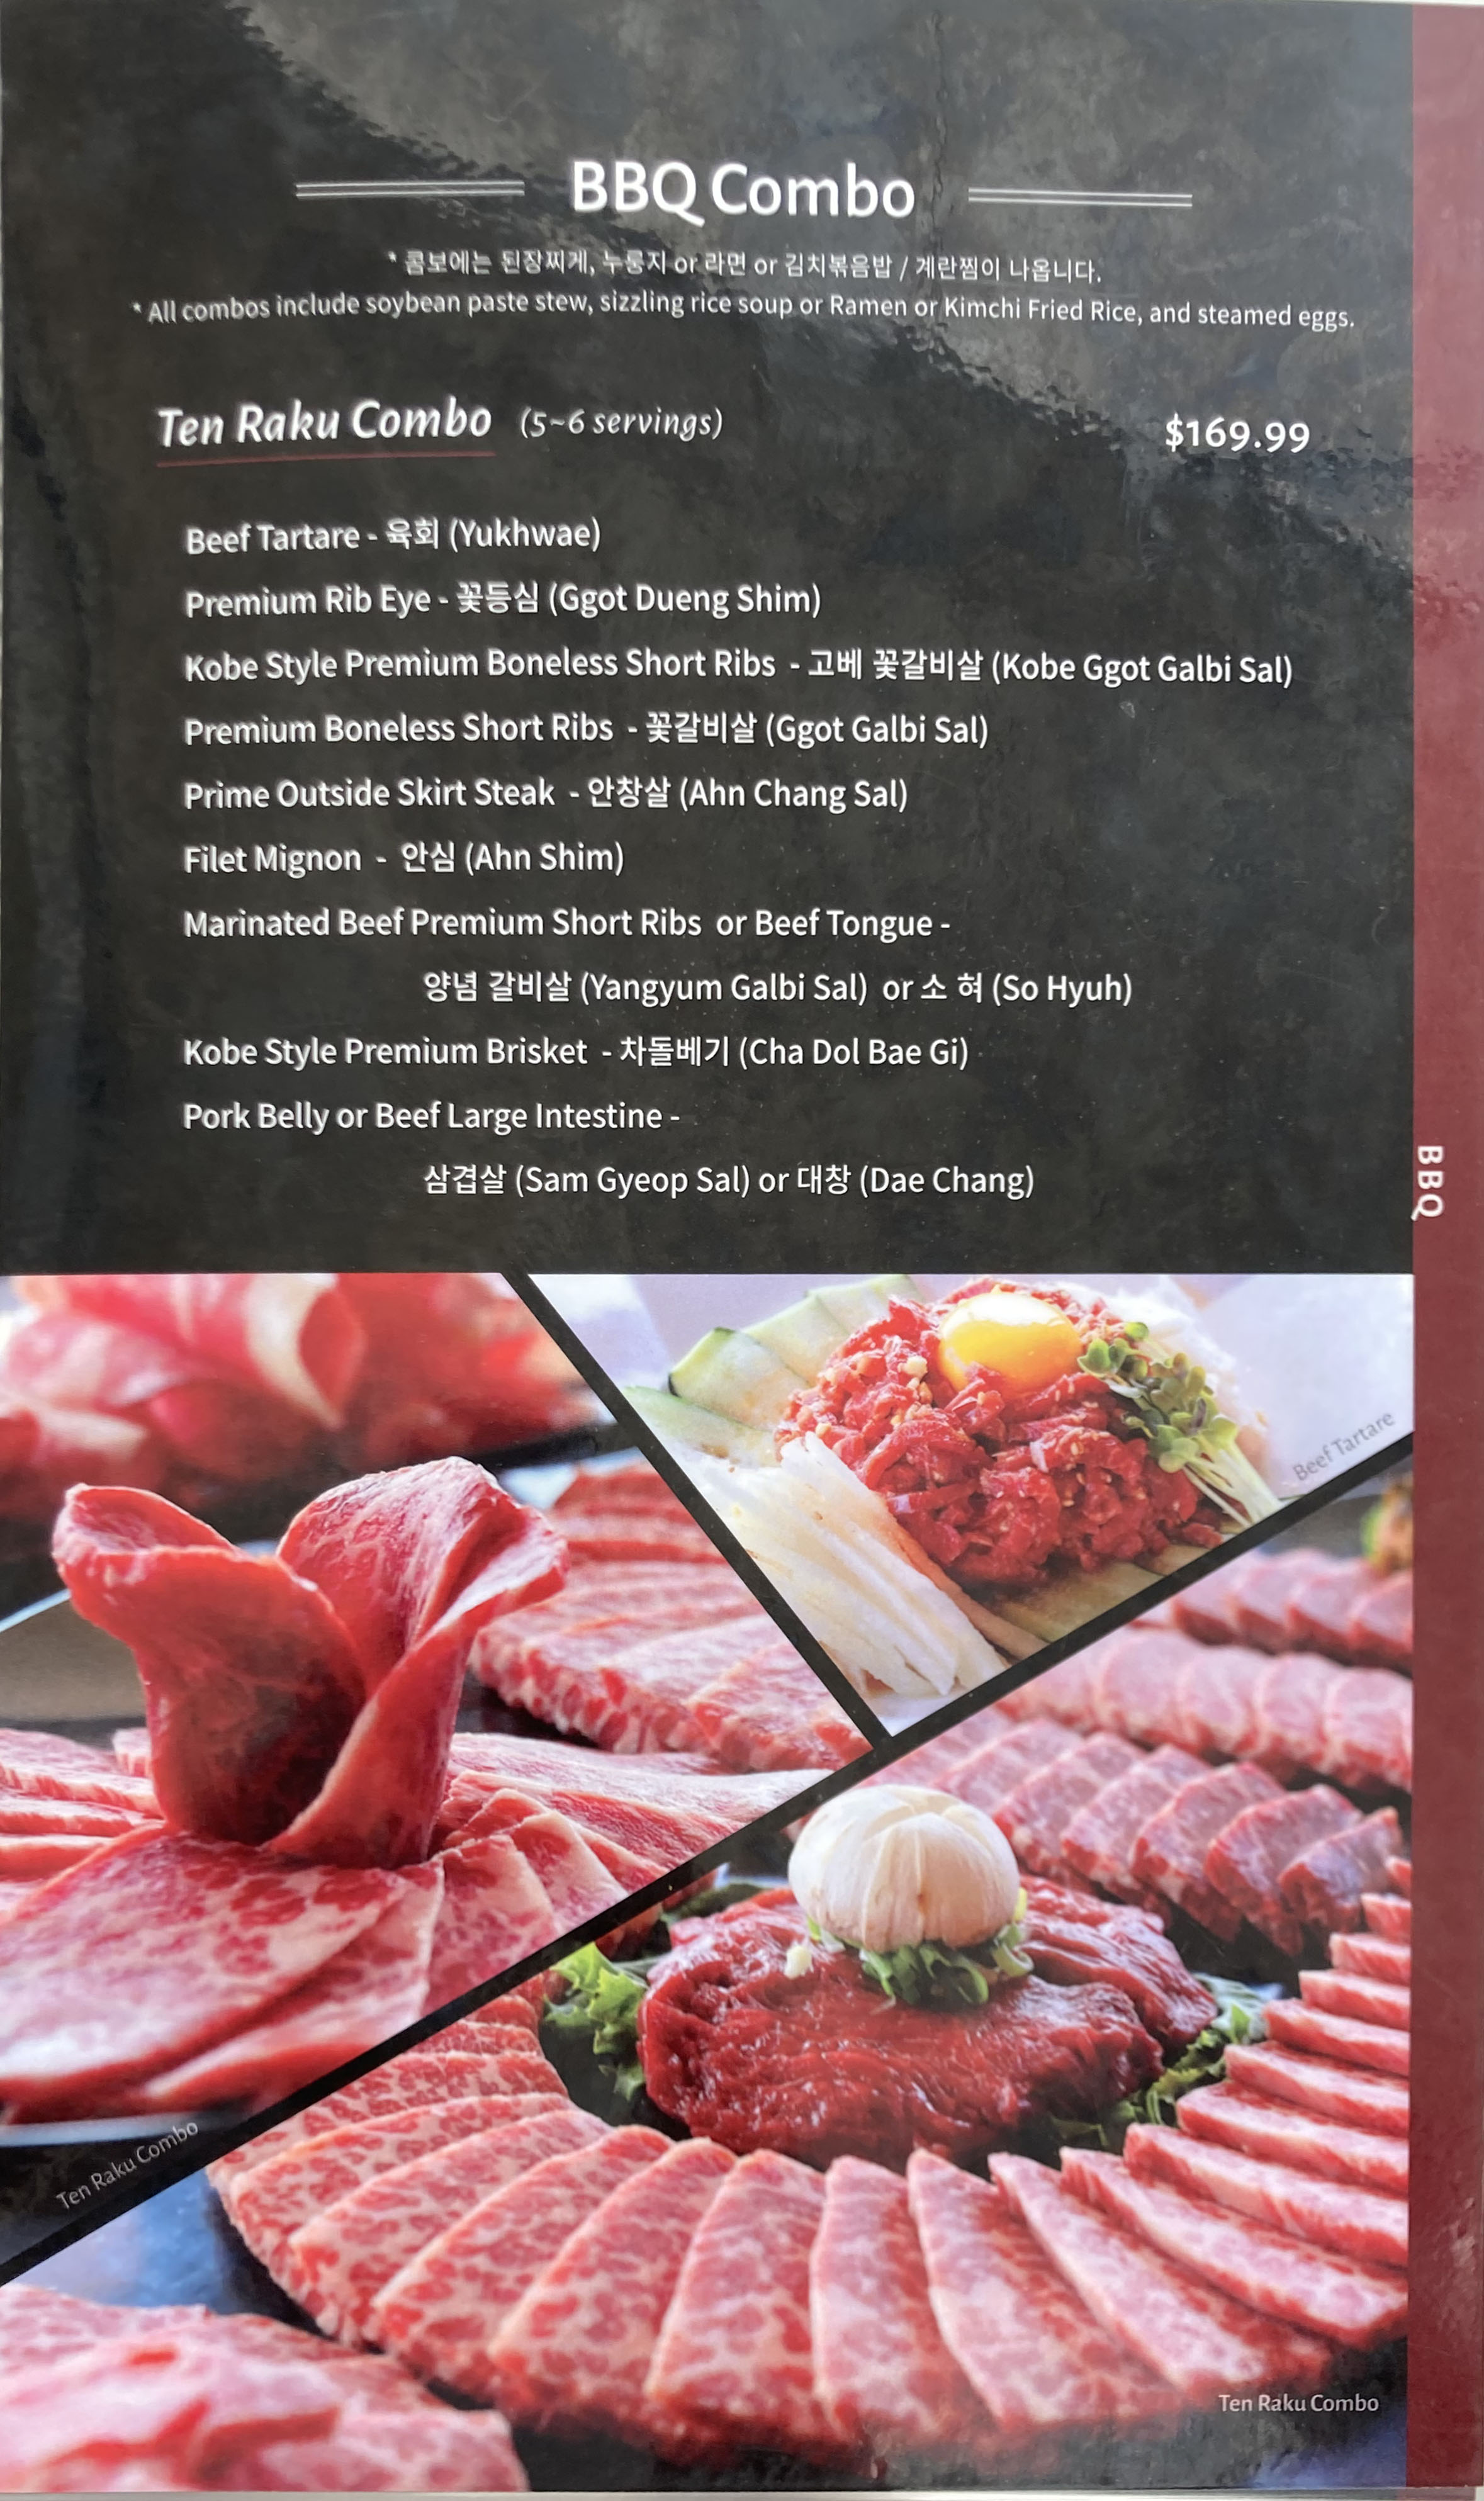 BBQ Combo
* 콤보에는 된장찌게, 누룽지 or 라면 or 김치볶음밥 / 계란찜이 나옵니다.
* All combos include soybean paste stew, sizzling rice soup or Ramen or Kimchi Fried Rice, and steamed eggs.
Ten Raku Combo (5~6 servings) $169.99
Beef Tartare - 육회 (Yukhwae)
Premium Rib Eye - 꽃등심 (Ggot Dueng Shim)
Kobe Style Premium Boneless Short Ribs - 고베 꽃갈비살 (Kobe Ggot Galbi Sal)
Premium Boneless Short Ribs - 꽃갈비살 (Ggot Galbi Sal)
Prime Outside Skirt Steak - 안창살 (Ahn Chang Sal)
Filet Mignon - 안심 (Ahn Shim)
Marinated Beef Premium Short Ribs or Beef Tongue -
양념 갈비살 (Yangyum Galbi Sal) or 소 혀 (So Hyuh)
Kobe Style Premium Brisket - 차돌베기 (Cha Dol Bae Gi)
Pork Belly or Beef Large Intestine -
삼겹살 (Sam Gyeop Sal) or 대창 (Dae Chang)
BBQ
Beef Tartare
Ten Raku Combo
Ten Raku Combo